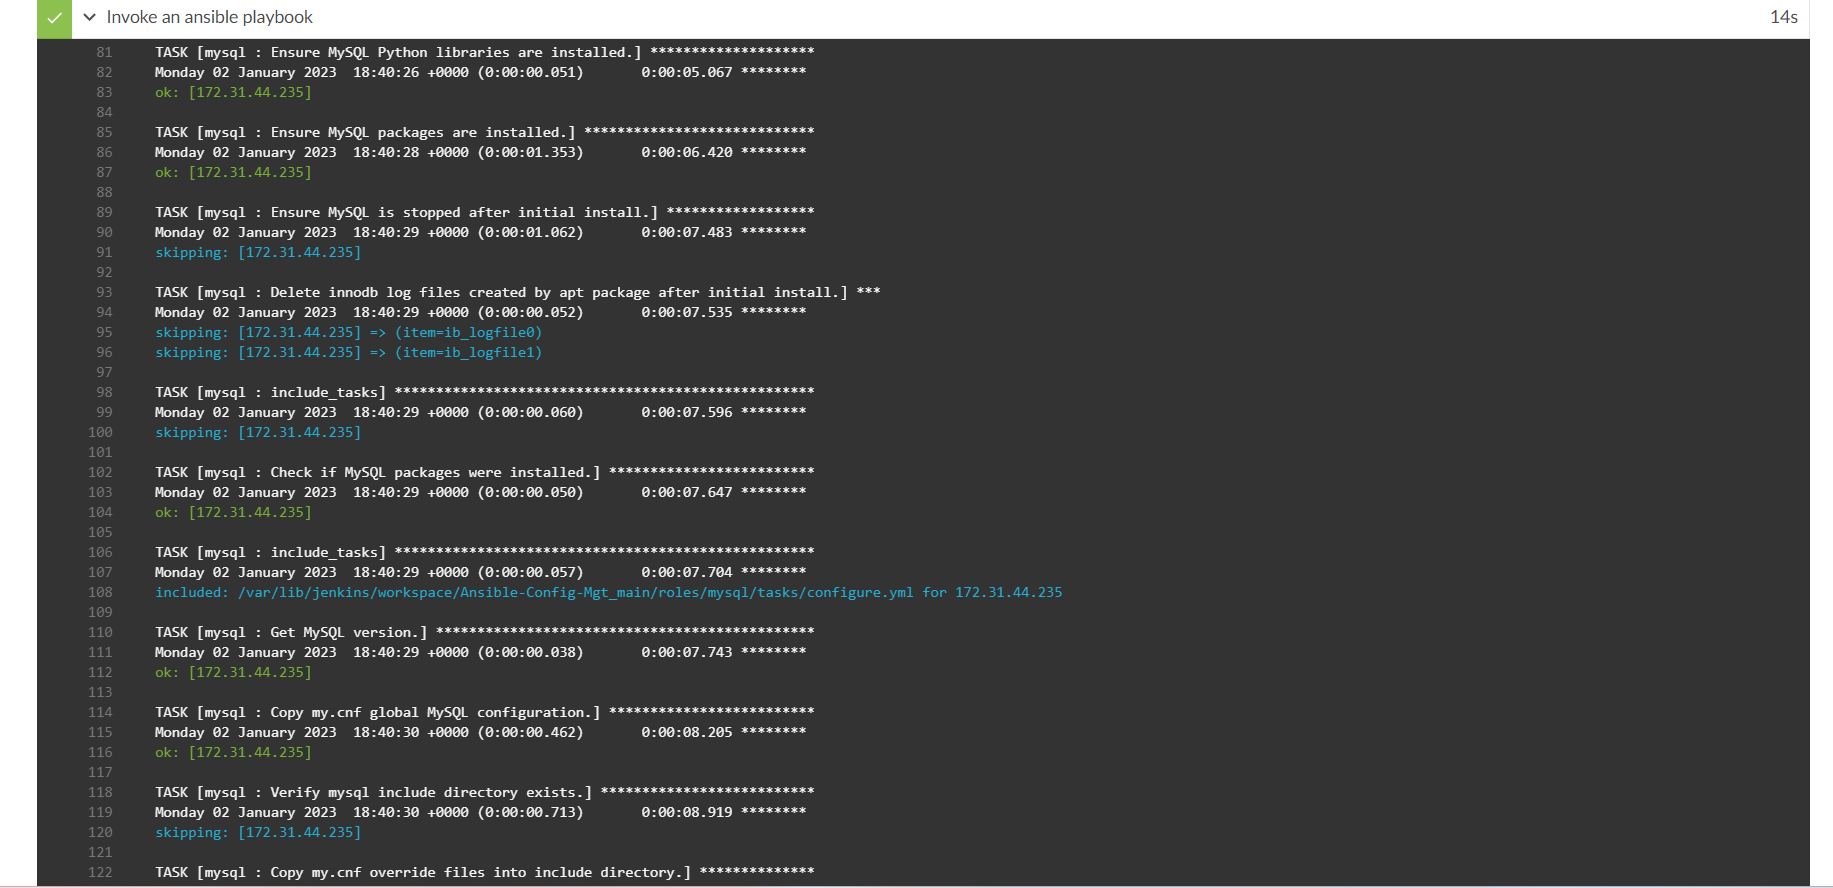 Invoke an ansible playbook 14s
81 TASK [mysql : Ensure MySQL Python libraries are installed.] ********************
82 Monday 02 January 2023  18:40:26 +0000 (0:00:00.051)       0:00:05.067 ********
83 ok: [172.31.44.235]
84
85 TASK [mysql : Ensure MySQL packages are installed.] ****************************
86 Monday 02 January 2023  18:40:28 +0000 (0:00:01.353)       0:00:06.420 ********
87 ok: [172.31.44.235]
88
89 TASK [mysql : Ensure MySQL is stopped after initial install.] ******************
90 Monday 02 January 2023  18:40:29 +0000 (0:00:01.062)       0:00:07.483 ********
91 skipping: [172.31.44.235]
92
93 TASK [mysql : Delete innodb log files created by apt package after initial install.] ***
94 Monday 02 January 2023  18:40:29 +0000 (0:00:00.052)       0:00:07.535 ********
95 skipping: [172.31.44.235] => (item=ib_logfile0)
96 skipping: [172.31.44.235] => (item=ib_logfile1)
97
98 TASK [mysql : include_tasks] ***************************************************
99 Monday 02 January 2023  18:40:29 +0000 (0:00:00.060)       0:00:07.596 ********
100 skipping: [172.31.44.235]
101
102 TASK [mysql : Check if MySQL packages were installed.] *************************
103 Monday 02 January 2023  18:40:29 +0000 (0:00:00.050)       0:00:07.647 ********
104 ok: [172.31.44.235]
105
106 TASK [mysql : include_tasks] ***************************************************
107 Monday 02 January 2023  18:40:29 +0000 (0:00:00.057)       0:00:07.704 ********
108 included: /var/lib/jenkins/workspace/Ansible-Config-Mgt_main/roles/mysql/tasks/configure.yml for 172.31.44.235
109
110 TASK [mysql : Get MySQL version.] **********************************************
111 Monday 02 January 2023  18:40:29 +0000 (0:00:00.038)       0:00:07.743 ********
112 ok: [172.31.44.235]
113
114 TASK [mysql : Copy my.cnf global MySQL configuration.] *************************
115 Monday 02 January 2023  18:40:30 +0000 (0:00:00.462)       0:00:08.205 ********
116 ok: [172.31.44.235]
117
118 TASK [mysql : Verify mysql include directory exists.] **************************
119 Monday 02 January 2023  18:40:30 +0000 (0:00:00.713)       0:00:08.919 ********
120 skipping: [172.31.44.235]
121
122 TASK [mysql : Copy my.cnf override files into include directory.] **************